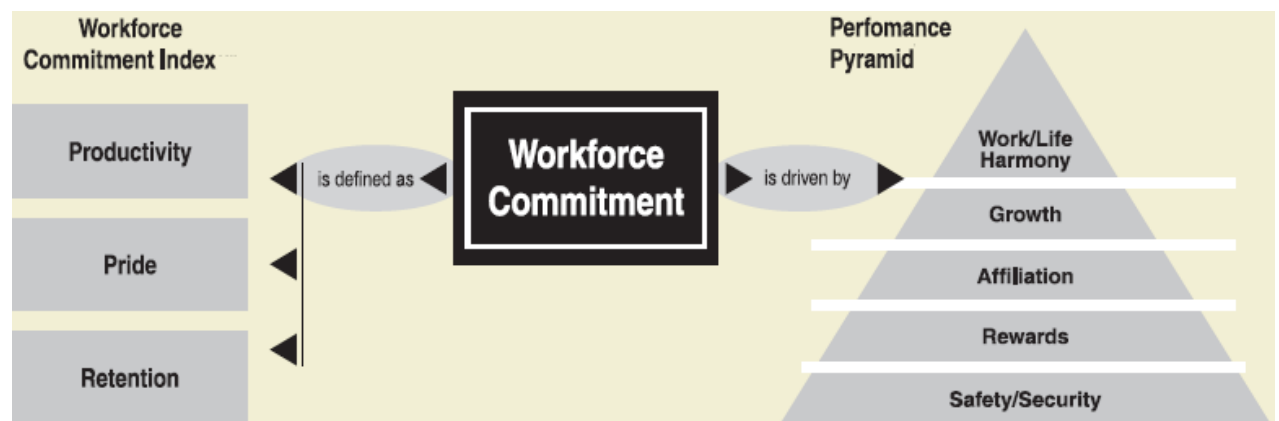 Workforce
Commitment Index
Productivity
Pride
Retention
is defined as
Workforce
Commitment
is driven by
Perfomance
Pyramid
Work/Life
Harmony
Growth
Affiliation
Rewards
Safety/Security